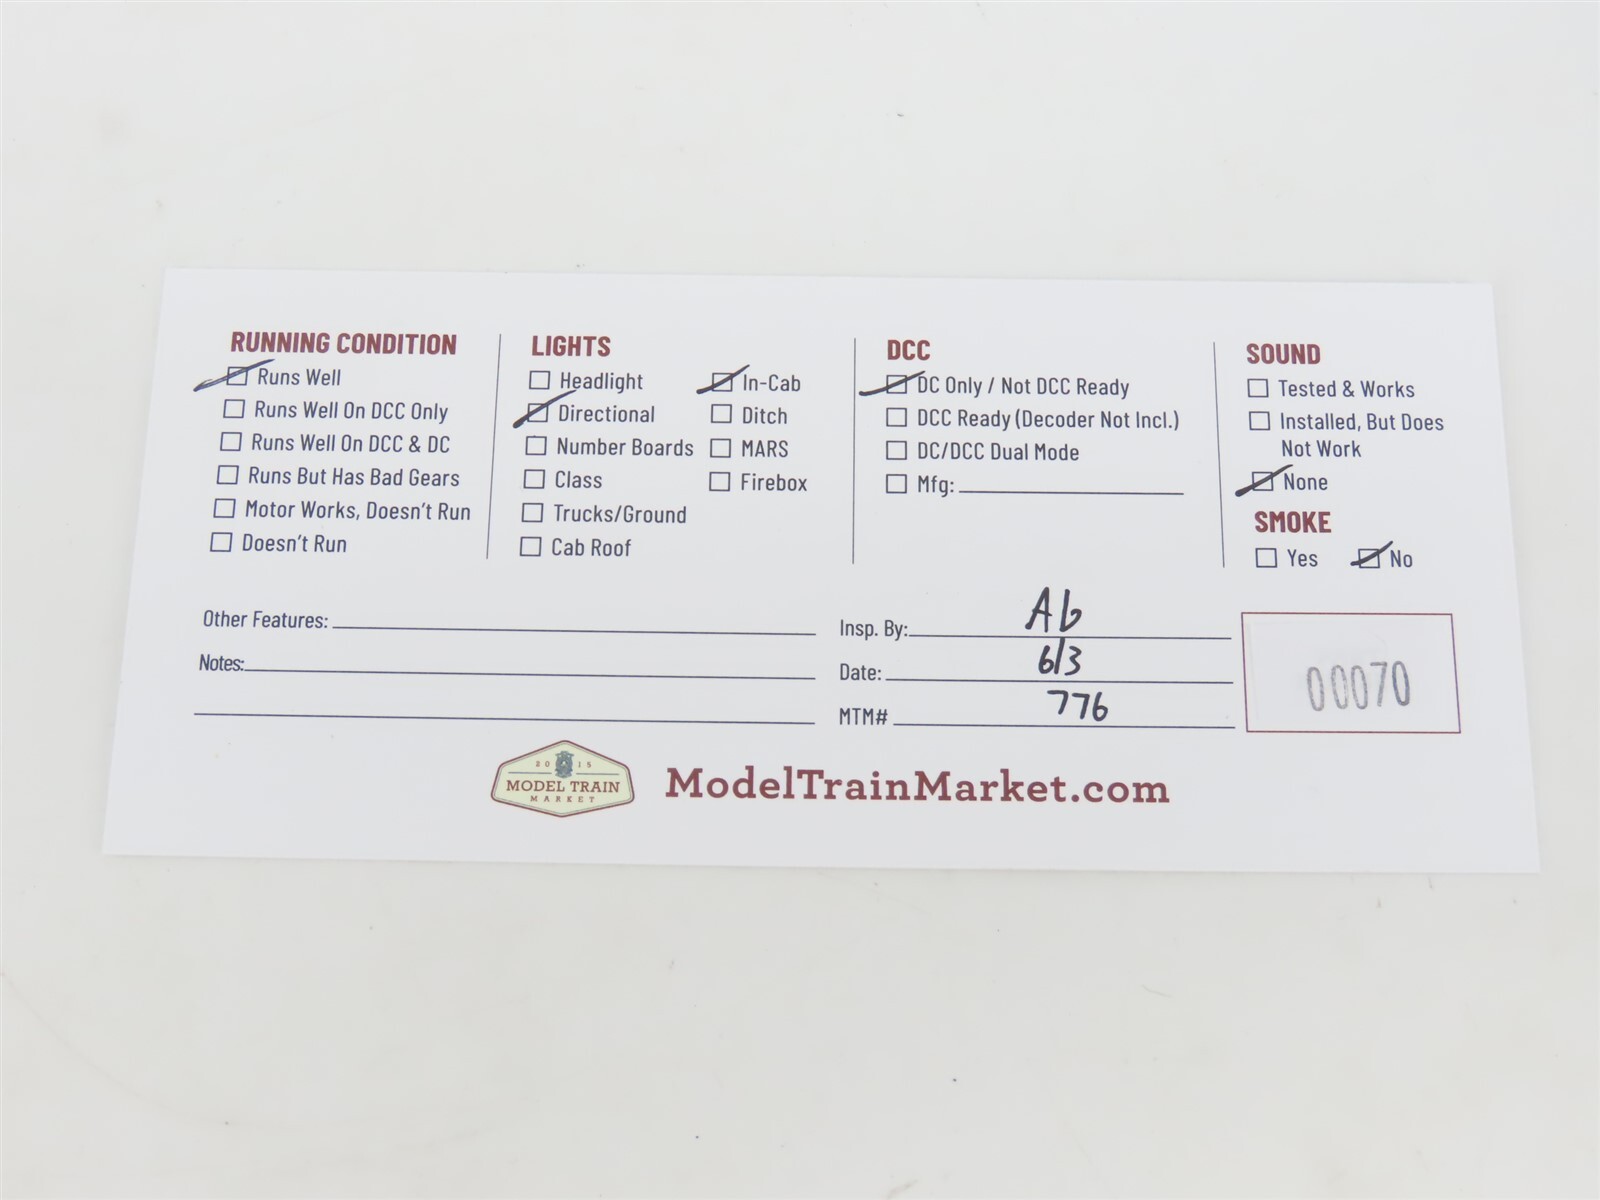 RUNNING CONDITION
Runs Well
Runs Well On DCC Only
Runs Well On DCC & DC
Runs But Has Bad Gears
Motor Works, Doesn't Run
Doesn't Run
LIGHTS
Headlight
Directional
Number Boards
Class
Trucks/Ground
Cab Roof
In-Cab
Ditch
MARS
Firebox
DCC
DC Only / Not DCC Ready
DCC Ready (Decoder Not Incl.)
DC/DCC Dual Mode
Mfg:
SOUND
Tested & Works
Installed, But Does
Not Work
None
SMOKE
Yes No
Other Features:
Notes:
Insp. By: Ab
Date: 6/3
MTM# 776
00070
2015
MODEL TRAIN
MARKET
ModelTrainMarket.com